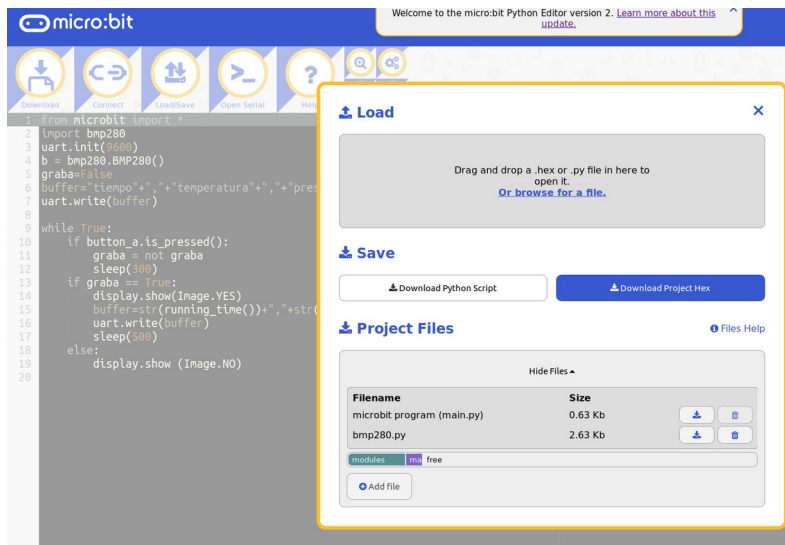 micro:bit
Welcome to the micro:bit Python Editor version 2. Learn more about this
update.
Download
Connect
Load/Save
Open Serial
Help
1 from microbit import *
2 import bmp280
3 uart.init(9600)
4 b = bmp280.BMP280()
5 graba=False
6 buffer="tiempo"+","+"temperatura"+","+"pres
7 uart.write(buffer)
8
9 while True:
10 if button_a.is_pressed():
11 graba = not graba
12 sleep(300)
13 if graba == True:
14 display.show(Image.YES)
15 buffer=str(running_time())+","+str(
16 uart.write(buffer)
17 sleep(500)
18 else:
19 display.show (Image.NO)
20
Load
Drag and drop a .hex or .py file in here to
open it.
Or browse for a file.
Save
Download Python Script
Download Project Hex
Project Files
Files Help
Hide Files
Filename Size
microbit program (main.py) 0.63 Kb
bmp280.py 2.63 Kb
modules ma free
Add file